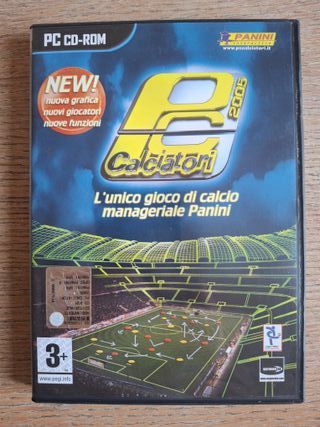 PC CD-ROM
PANINI
www.pccalciatori.it
NEW!
nuova grafica
nuovi giocatori
nuove funzioni
PC
2005
Calciatori
L'unico gioco di calcio
manageriale Panini
3+
www.pegi.info